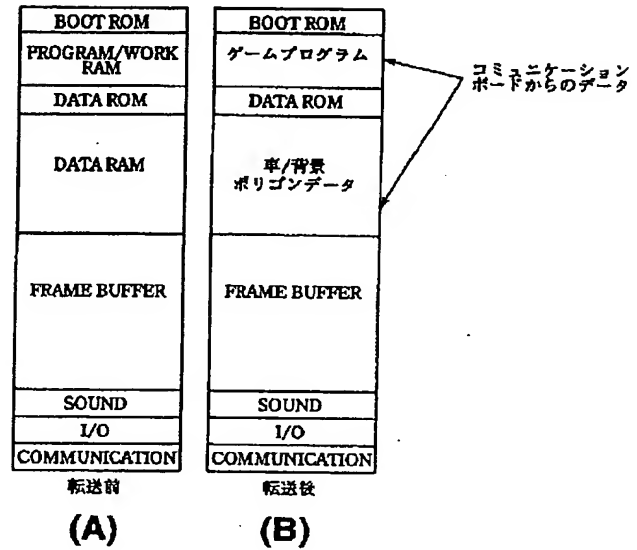 BOOT ROM
PROGRAM/WORK
RAM
DATA ROM
DATA RAM
FRAME BUFFER
SOUND
I/O
COMMUNICATION
転送前
(A)
BOOT ROM
ゲームプログラム
DATA ROM
車/背景
ポリゴンデータ
FRAME BUFFER
SOUND
I/O
COMMUNICATION
転送後
(B)
コミュニケーション
ボードからのデータ